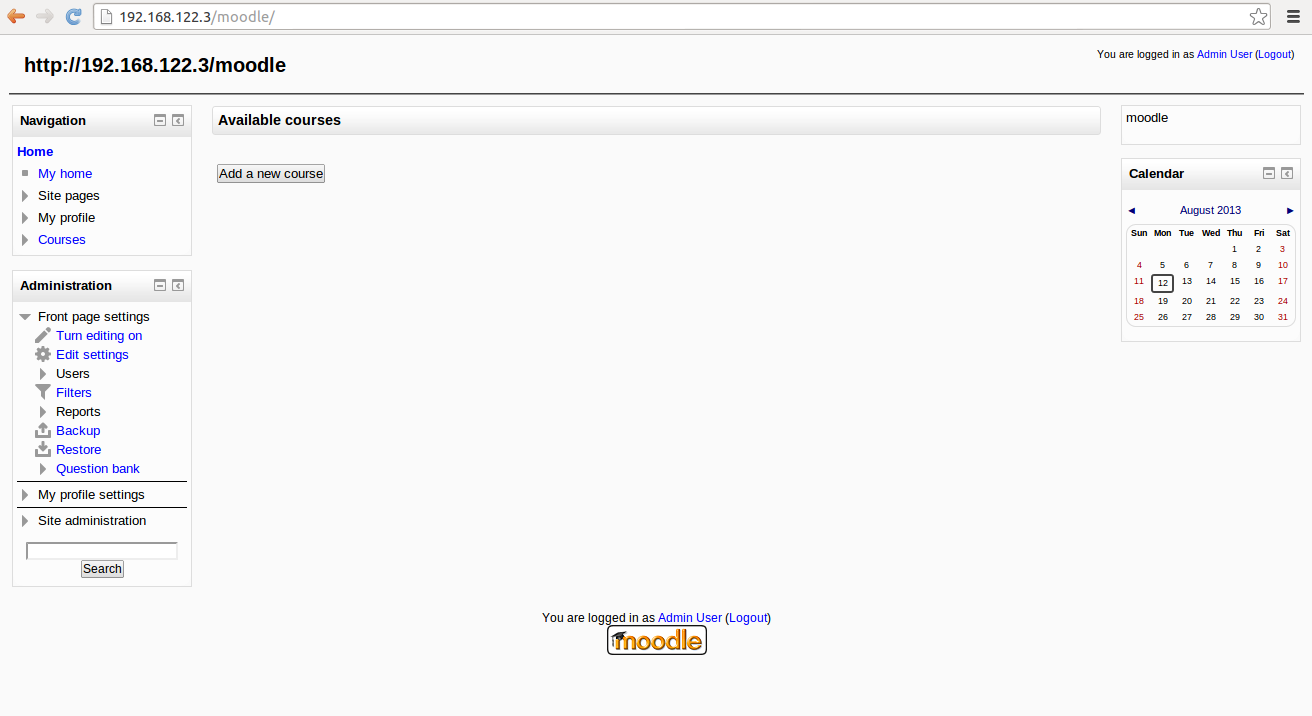 192.168.122.3/moodle/
http://192.168.122.3/moodle
You are logged in as Admin User (Logout)
Navigation
Home
My home
Site pages
My profile
Courses
Administration
Front page settings
Turn editing on
Edit settings
Users
Filters
Reports
Backup
Restore
Question bank
My profile settings
Site administration
Search
Available courses
Add a new course
moodle
Calendar
◄ August 2013 ►
Sun Mon Tue Wed Thu Fri Sat
1 2 3
4 5 6 7 8 9 10
11 12 13 14 15 16 17
18 19 20 21 22 23 24
25 26 27 28 29 30 31
You are logged in as Admin User (Logout)
moodle